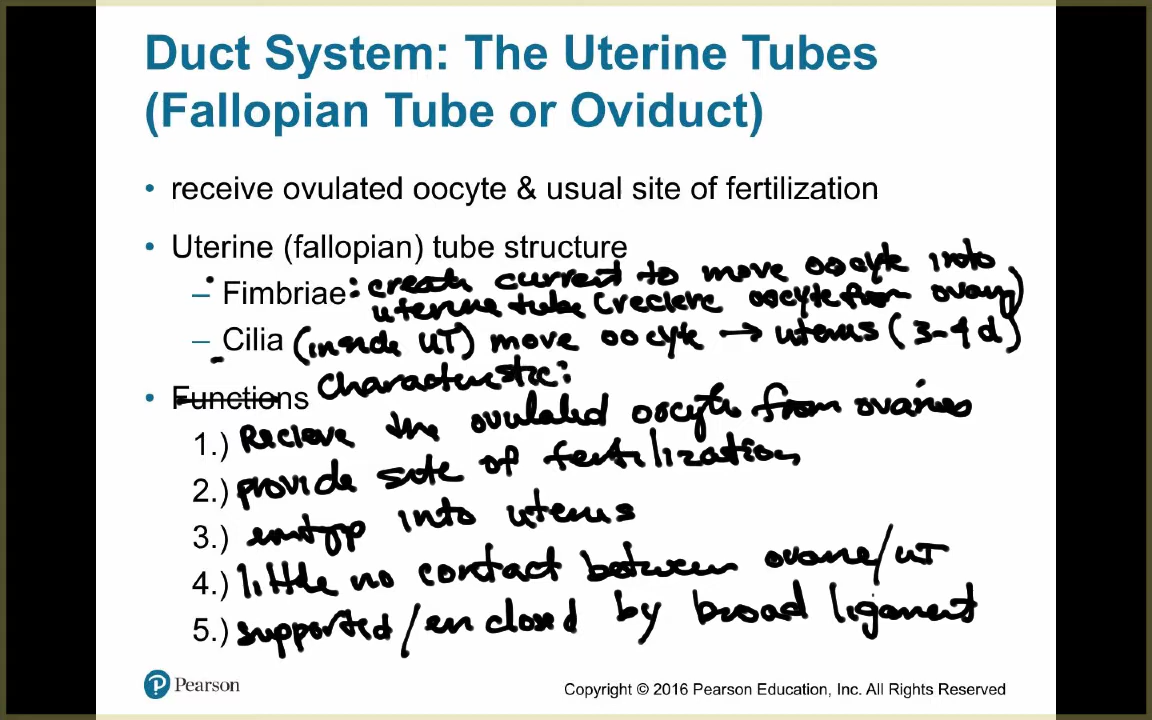 Duct System: The Uterine Tubes
(Fallopian Tube or Oviduct)
• receive ovulated oocyte & usual site of fertilization
• Uterine (fallopian) tube structure
– Fimbriae: create current to move oocyte into
uterine tube (recieve oocyte from ovary)
– Cilia (inside UT) move oocyte → uterus (3-4 d)
• Functions characteristic:
1.) Recieve the ovulated oocyte from ovaries
2.) provide site of fertilization
3.) into uterus
4.) little no contact between ovarie/UT
5.) supported/enclosed by broad ligament
Pearson
Copyright © 2016 Pearson Education, Inc. All Rights Reserved